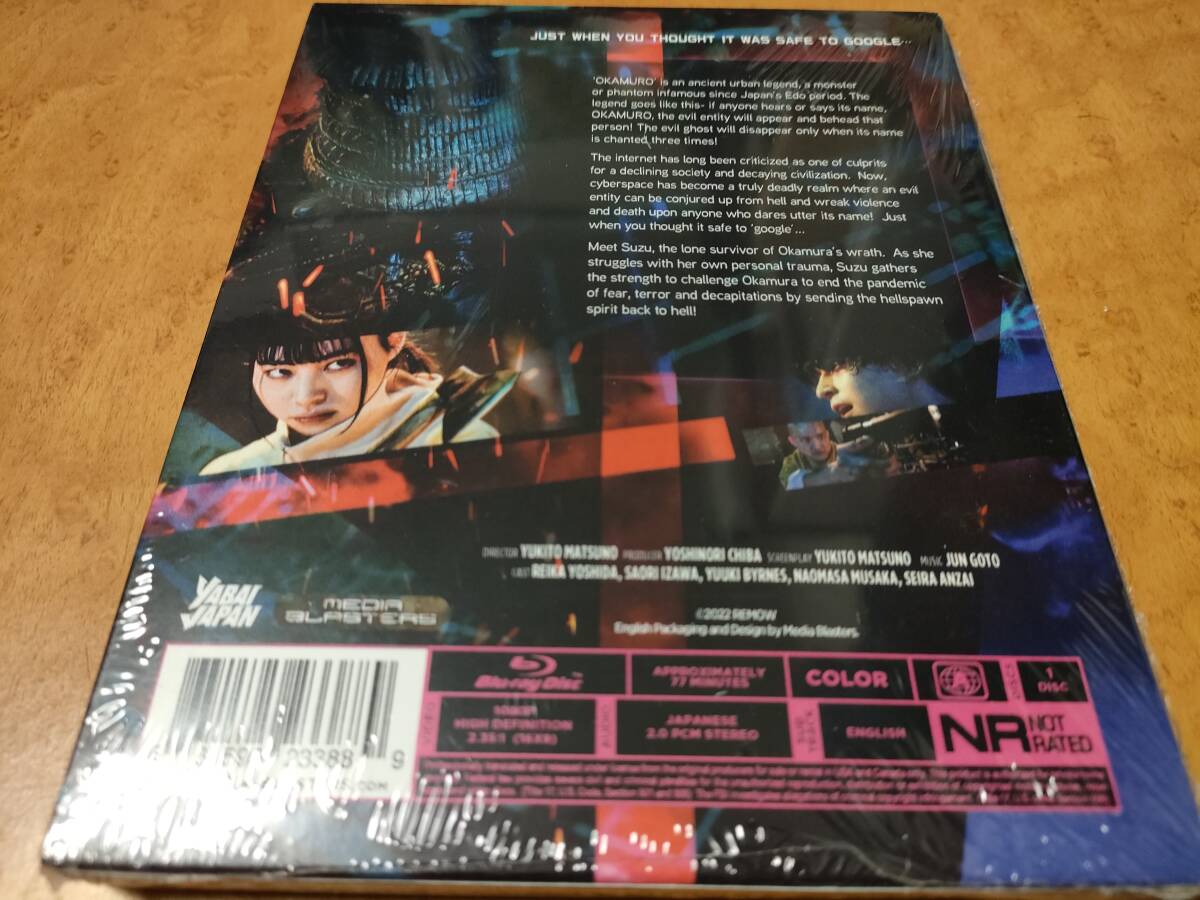 JUST WHEN YOU THOUGHT IT WAS SAFE TO GOOGLE...
'OKAMURO' is an ancient urban legend, a monster
or phantom infamous since Japan's Edo period. The
legend goes like this- if anyone hears or says its name,
OKAMURO, the evil entity will appear and behead that
person! The evil ghost will disappear only when its name
is chanted three times!
The internet has long been criticized as one of culprits
for a declining society and decaying civilization. Now,
cyberspace has become a truly deadly realm where an evil
entity can be conjured up from hell and wreak violence
and death upon anyone who dares utter its name! Just
when you thought it safe to 'google'...
Meet Suzu, the lone survivor of Okamura's wrath. As she
struggles with her own personal trauma, Suzu gathers
the strength to challenge Okamura to end the pandemic
of fear, terror and decapitations by sending the hellspawn
spirit back to hell!
DIRECTOR YUKITO MATSUNO PRODUCER YOSHINORI CHIBA SCREENPLAY YUKITO MATSUNO MUSIC JUN GOTO
CAST REIKA YOSHIDA, SAORI IZAWA, YUUKI BYRNES, NAOMASA MUSAKA, SEIRA ANZAI
YABAI
JAPAN
MEDIA
BLASTERS
©2022 REMOW
English Packaging and Design by Media Blasters.
Blu-ray Disc
APPROXIMATELY
77 MINUTES
COLOR
A
DISCS
1
DISC
VIDEO
HIGH DEFINITION
2.35:1 (16X9)
AUDIO
JAPANESE
2.0 PCM STEREO
SUB
TRACK
ENGLISH
NR NOT
RATED
23388 9